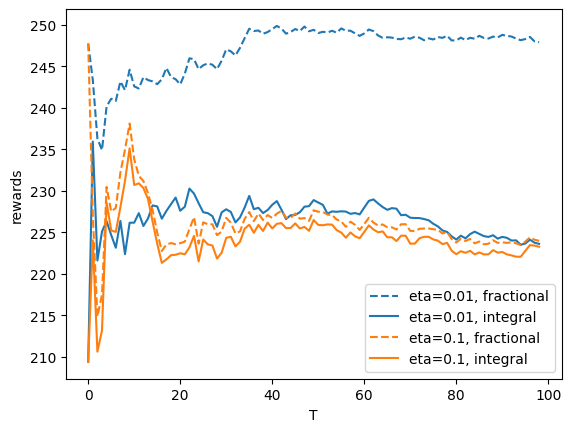 250
245
240
235
230
225
220
215
210
rewards
0
20
40
60
80
100
T
eta=0.01, fractional
eta=0.01, integral
eta=0.1, fractional
eta=0.1, integral